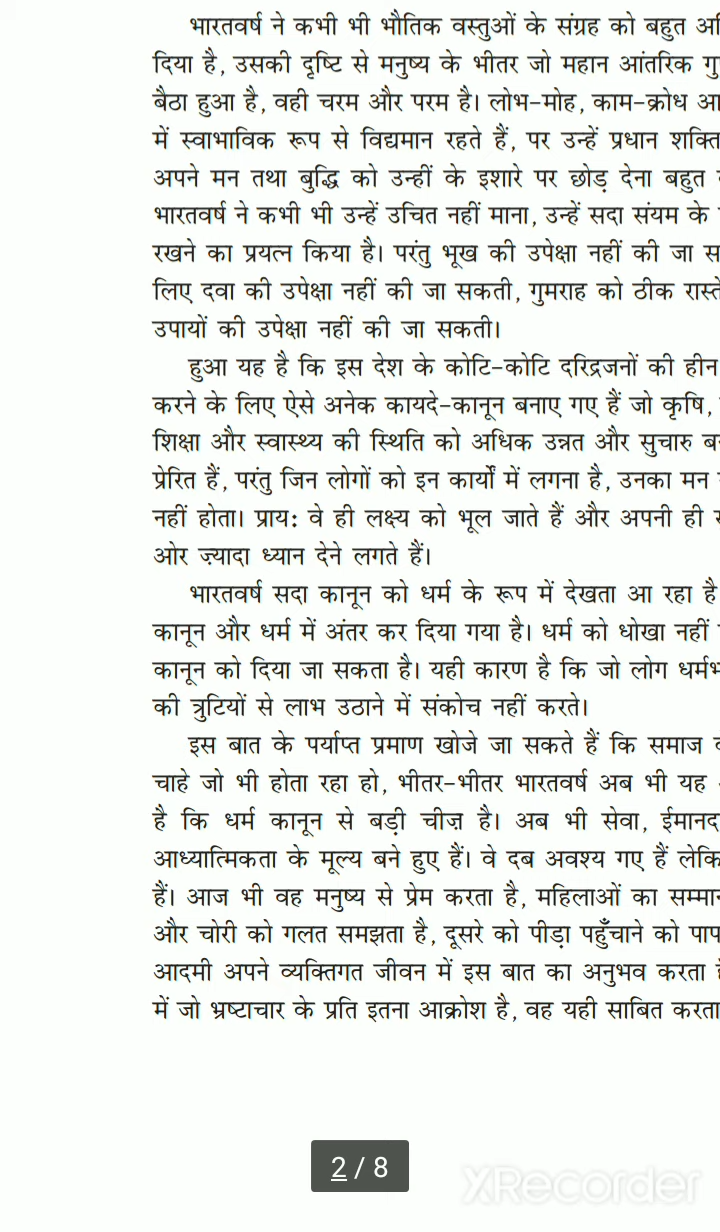 भारतवर्ष ने कभी भी भौतिक वस्तुओं के संग्रह को बहुत
दिया है, उसकी दृष्टि से मनुष्य के भीतर जो महान आंतरिक
बैठा हुआ है, वही चरम और परम है। लोभ-मोह, काम-क्रोध
में स्वाभाविक रूप से विद्यमान रहते हैं, पर उन्हें प्रधान शक्ति
अपने मन तथा बुद्धि को उन्हीं के इशारे पर छोड़ देना बहुत
भारतवर्ष ने कभी भी उन्हें उचित नहीं माना, उन्हें सदा संयम के
रखने का प्रयत्न किया है। परंतु भूख की उपेक्षा नहीं की जा
लिए दवा की उपेक्षा नहीं की जा सकती, गुमराह को ठीक रास्ते
उपायों की उपेक्षा नहीं की जा सकती।
हुआ यह है कि इस देश के कोटि-कोटि दरिद्रजनों की हीन
करने के लिए ऐसे अनेक कायदे-कानून बनाए गए हैं जो कृषि,
शिक्षा और स्वास्थ्य की स्थिति को अधिक उन्नत और सुचारु
प्रेरित हैं, परंतु जिन लोगों को इन कार्यों में लगना है, उनका मन
नहीं होता। प्राय: वे ही लक्ष्य को भूल जाते हैं और अपनी ही
ओर ज़्यादा ध्यान देने लगते हैं।
भारतवर्ष सदा कानून को धर्म के रूप में देखता आ रहा है
कानून और धर्म में अंतर कर दिया गया है। धर्म को धोखा नहीं
कानून को दिया जा सकता है। यही कारण है कि जो लोग
की त्रुटियों से लाभ उठाने में संकोच नहीं करते।
इस बात के पर्याप्त प्रमाण खोजे जा सकते हैं कि समाज
चाहे जो भी होता रहा हो, भीतर-भीतर भारतवर्ष अब भी यह
है कि धर्म कानून से बड़ी चीज़ है। अब भी सेवा,
आध्यात्मिकता के मूल्य बने हुए हैं। वे दब अवश्य गए हैं
हैं। आज भी वह मनुष्य से प्रेम करता है, महिलाओं का
और चोरी को गलत समझता है, दूसरे को पीड़ा पहुँचाने को पाप
आदमी अपने व्यक्तिगत जीवन में इस बात का अनुभव करता
में जो भ्रष्टाचार के प्रति इतना आक्रोश है, वह यही साबित करता
2 / 8
XRecorder